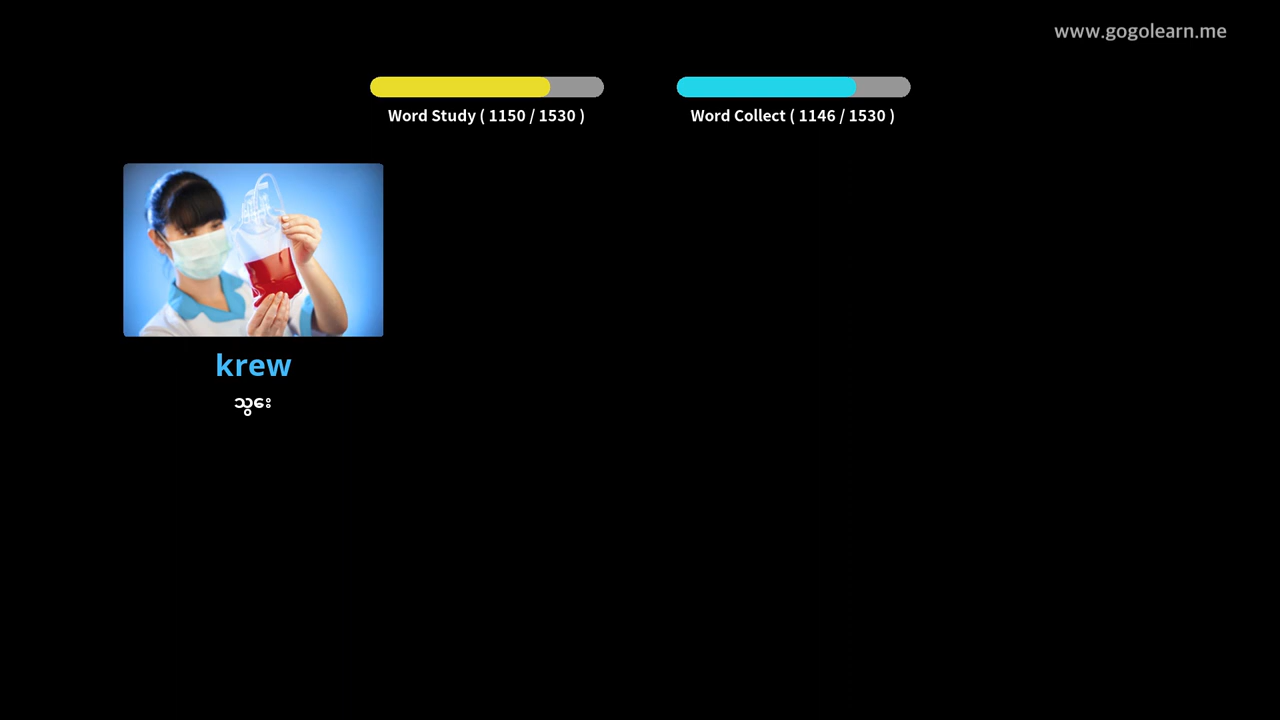 www.gogolearn.me
Word Study ( 1150 / 1530 )
Word Collect ( 1146 / 1530 )
krew
သွေး